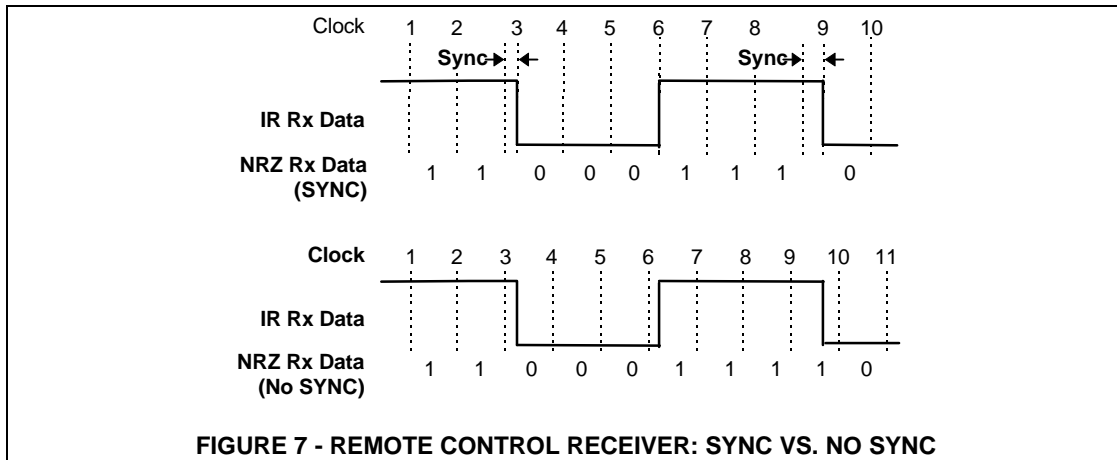 Clock 1 2 3 4 5 6 7 8 9 10
Sync Sync
IR Rx Data
NRZ Rx Data
(SYNC)
1 1 0 0 0 1 1 1 0
Clock 1 2 3 4 5 6 7 8 9 10 11
IR Rx Data
NRZ Rx Data
(No SYNC)
1 1 0 0 0 1 1 1 1 0
FIGURE 7 - REMOTE CONTROL RECEIVER: SYNC VS. NO SYNC